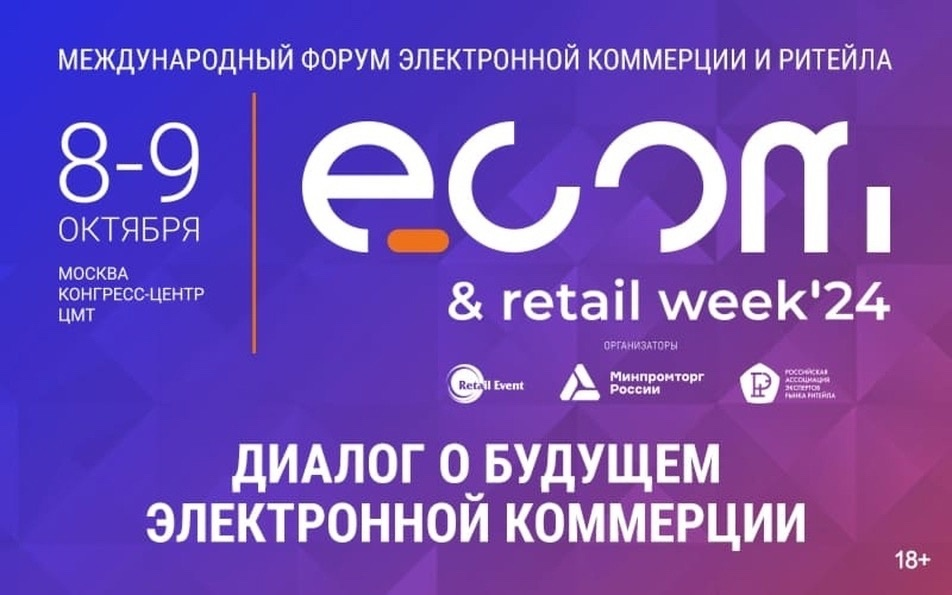 МЕЖДУНАРОДНЫЙ ФОРУМ ЭЛЕКТРОННОЙ КОММЕРЦИИ И РИТЕЙЛА
8-9
ОКТЯБРЯ
МОСКВА
КОНГРЕСС-ЦЕНТР
ЦМТ
e.com
& retail week'24
ОРГАНИЗАТОРЫ
Retail Event
Минпромторг
России
РОССИЙСКАЯ
АССОЦИАЦИЯ
ЭКСПЕРТОВ
РЫНКА РИТЕЙЛА
ДИАЛОГ О БУДУЩЕМ
ЭЛЕКТРОННОЙ КОММЕРЦИИ
18+